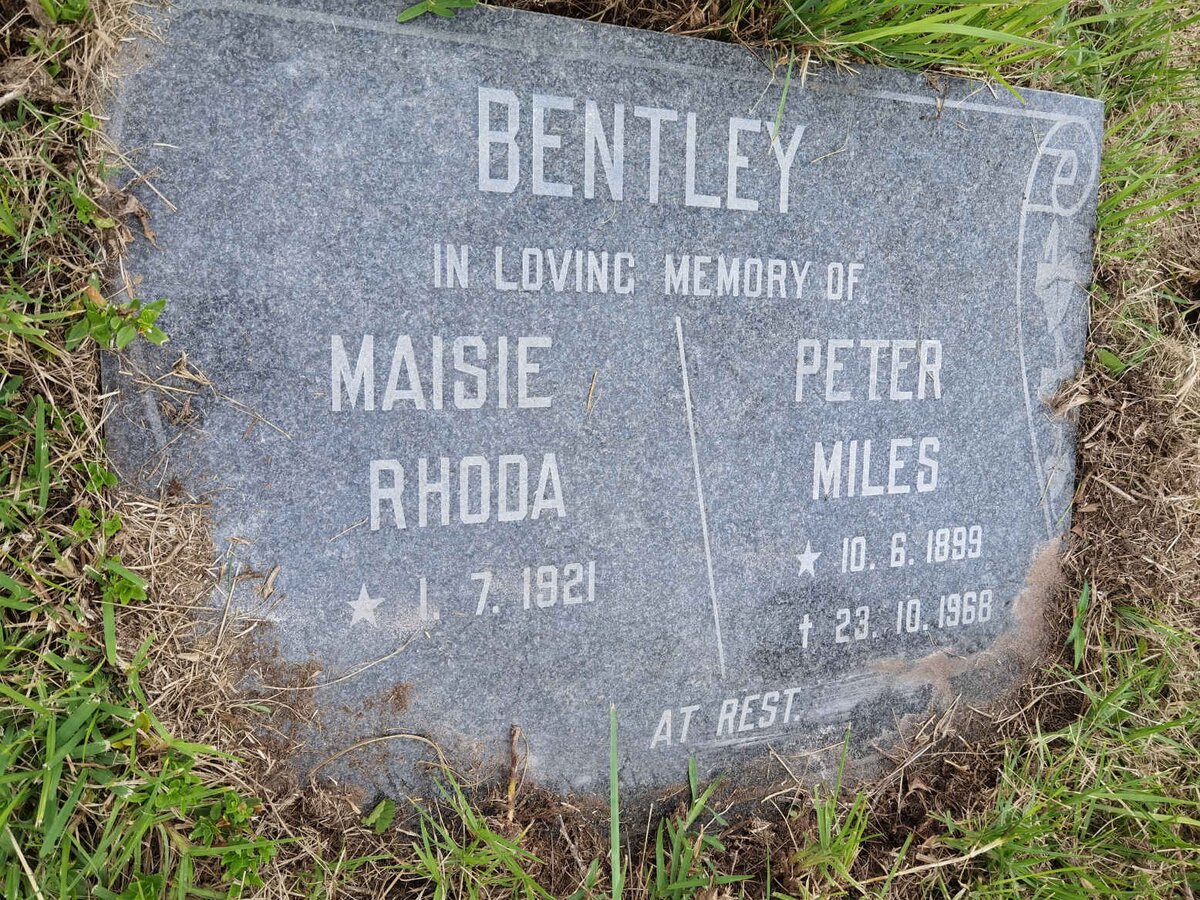 BENTLEY
IN LOVING MEMORY OF
MAISIE
RHODA
★ 1. 7. 1921
PETER
MILES
★ 10. 6. 1899
† 23. 10. 1968
AT REST.